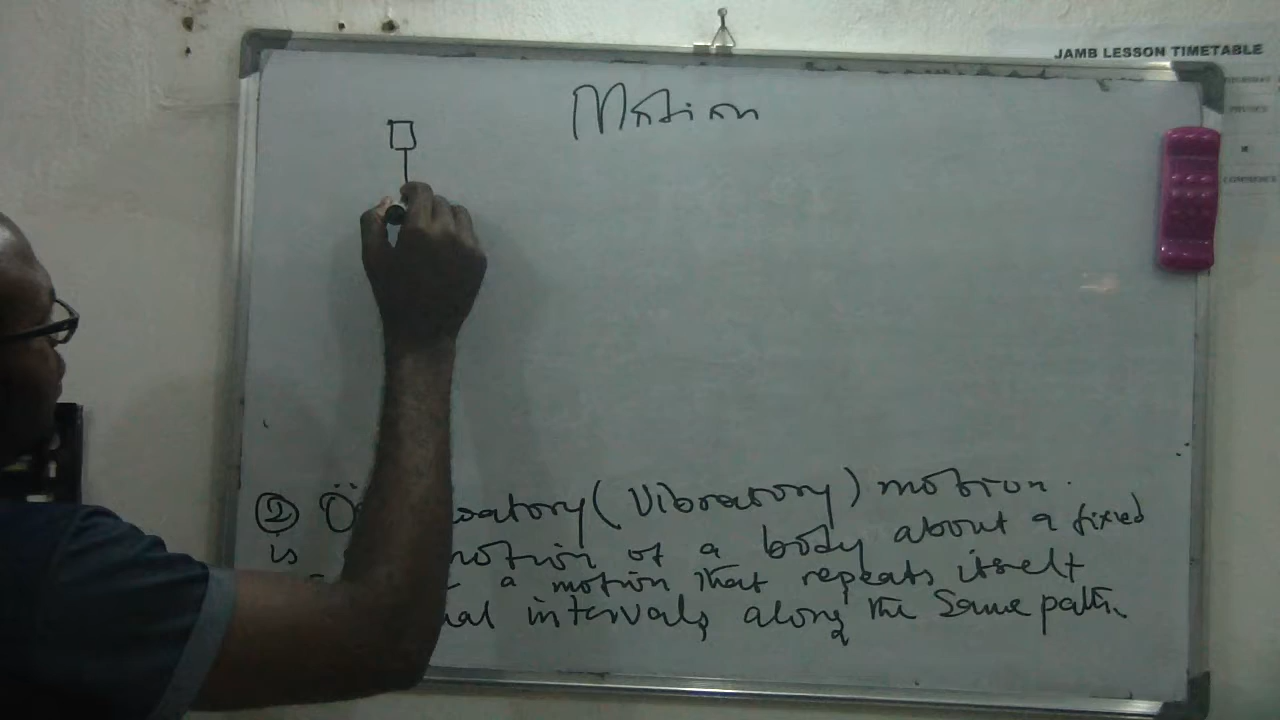 JAMB LESSON TIMETABLE
Motion
② (Vibratory) motion.
is motion of a body about a fixed
a motion that repeats itself
intervals along the same path.